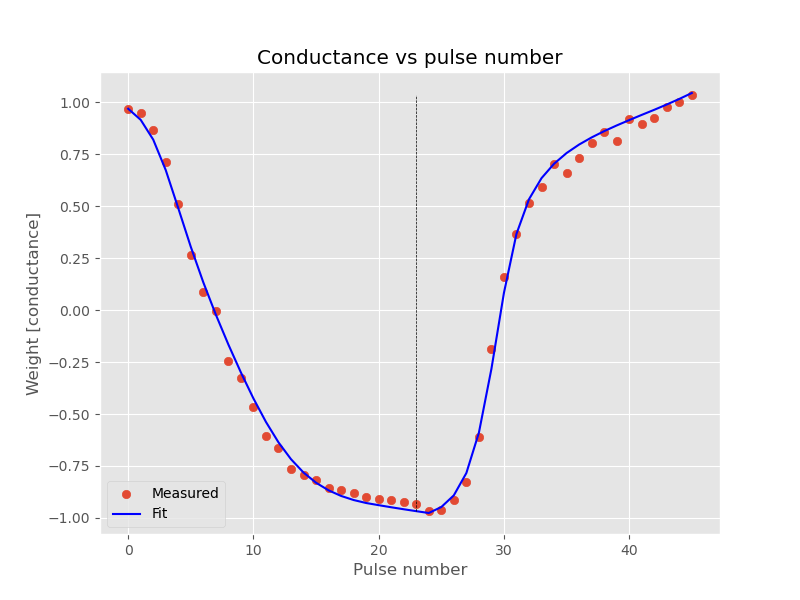 Conductance vs pulse number
Weight [conductance]
1.00
0.75
0.50
0.25
0.00
−0.25
−0.50
−0.75
−1.00
Measured
Fit
0
10
20
30
40
Pulse number